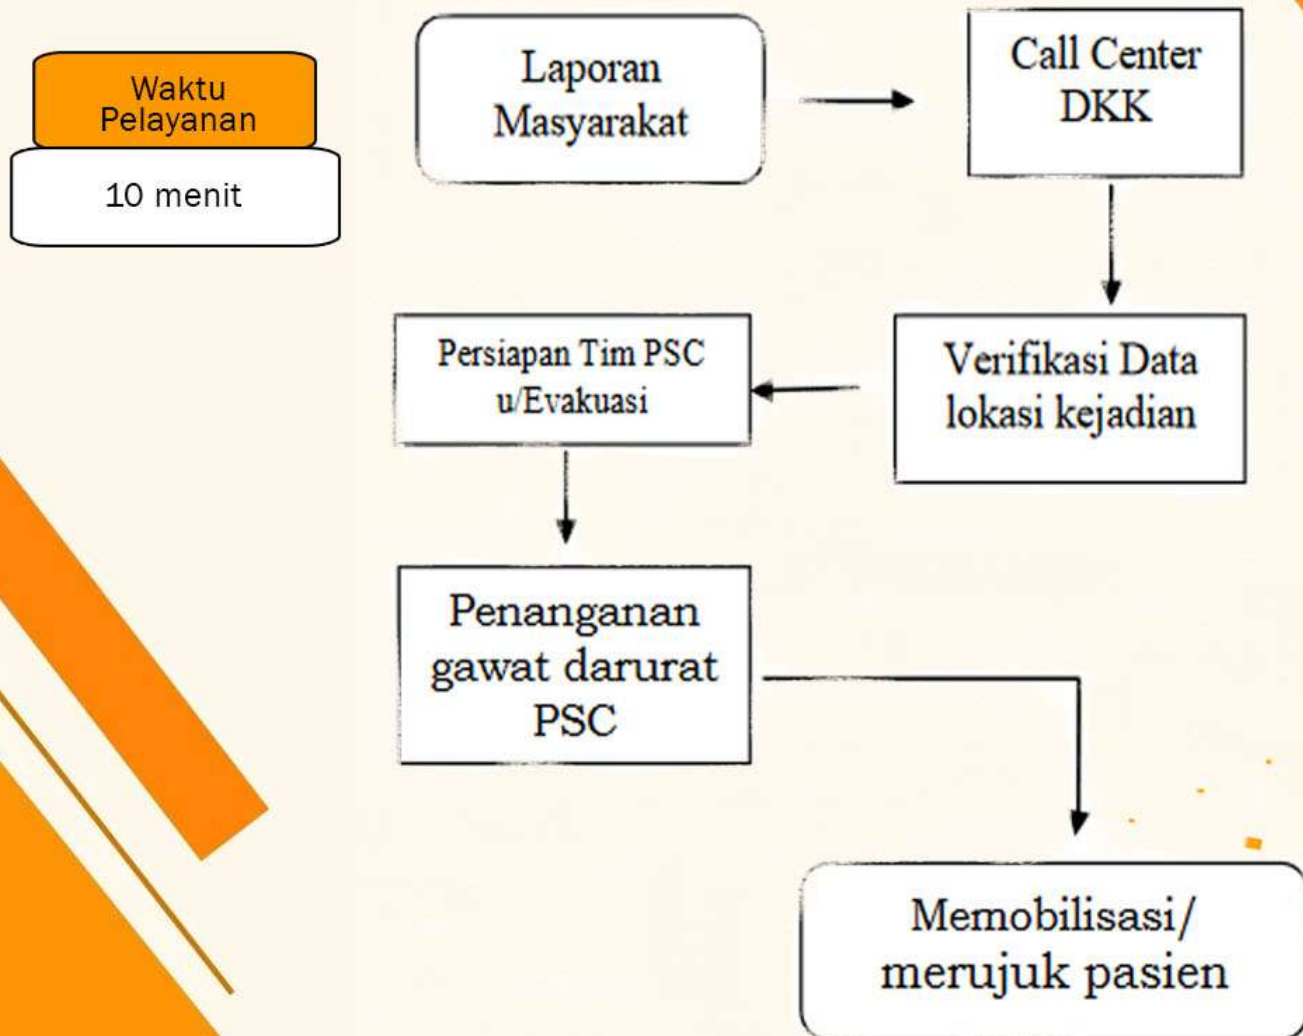 Waktu
Pelayanan
10 menit
Laporan
Masyarakat
Call Center
DKK
Verifikasi Data
lokasi kejadian
Persiapan Tim PSC
u/Evakuasi
Penanganan
gawat darurat
PSC
Memobilisasi/
merujuk pasien